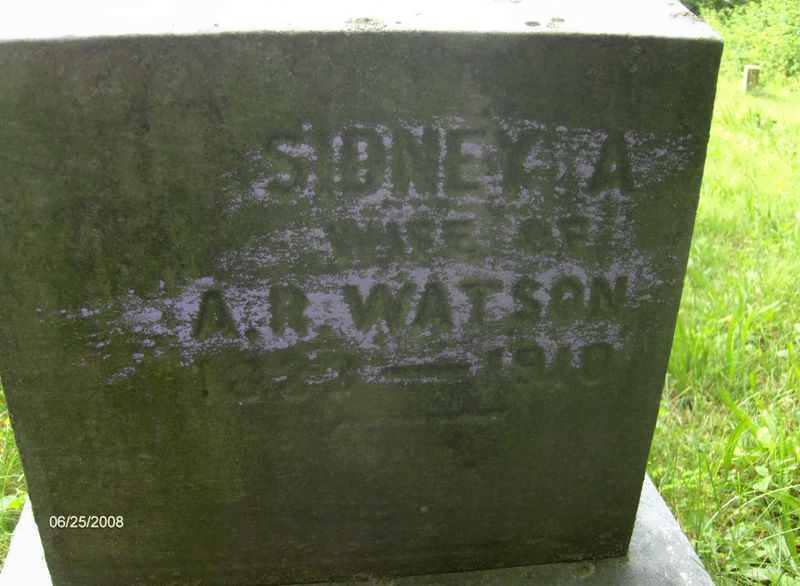 SIDNEY A
WIFE OF
A. R. WATSON
1910
06/25/2008